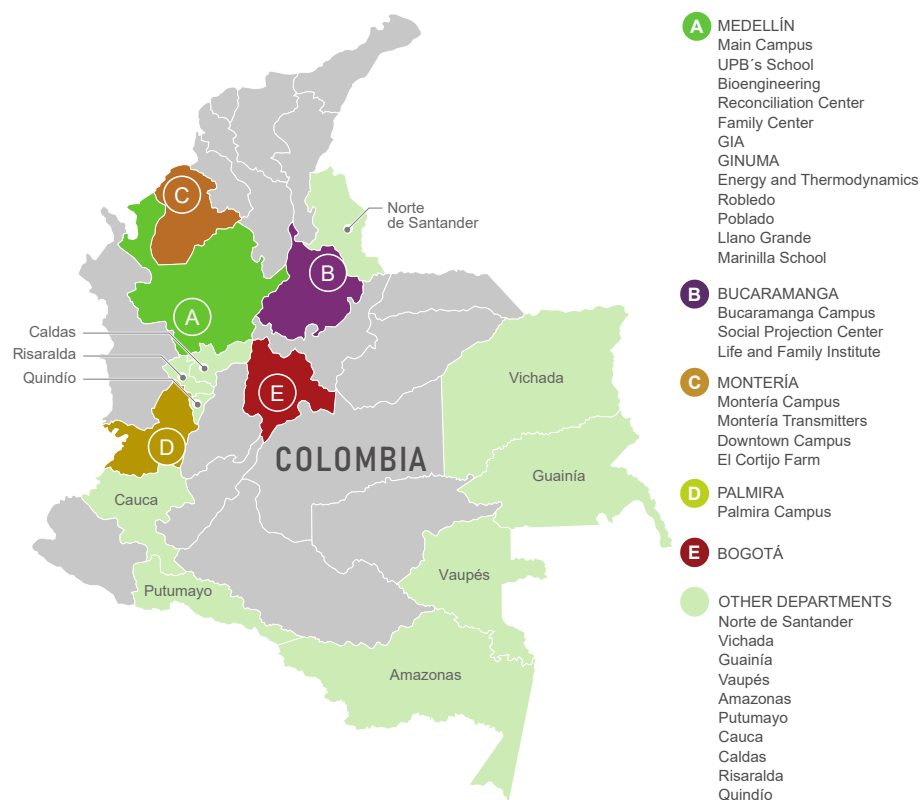 C
Norte
de Santander
B
A
Caldas
Risaralda
Quindío
E
Vichada
D
COLOMBIA
Guainía
Cauca
Vaupés
Putumayo
Amazonas
A MEDELLÍN
Main Campus
UPB´s School
Bioengineering
Reconciliation Center
Family Center
GIA
GINUMA
Energy and Thermodynamics
Robledo
Poblado
Llano Grande
Marinilla School
B BUCARAMANGA
Bucaramanga Campus
Social Projection Center
Life and Family Institute
C MONTERÍA
Montería Campus
Montería Transmitters
Downtown Campus
El Cortijo Farm
D PALMIRA
Palmira Campus
E BOGOTÁ
OTHER DEPARTMENTS
Norte de Santander
Vichada
Guainía
Vaupés
Amazonas
Putumayo
Cauca
Caldas
Risaralda
Quindío